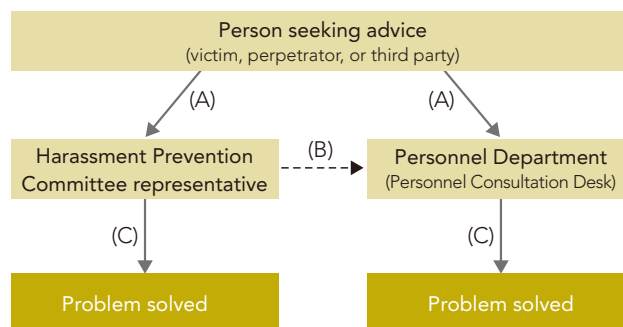 Person seeking advice
(victim, perpetrator, or third party)
(A)
(A)
Harassment Prevention
Committee representative
(B)
Personnel Department
(Personnel Consultation Desk)
(C)
(C)
Problem solved
Problem solved